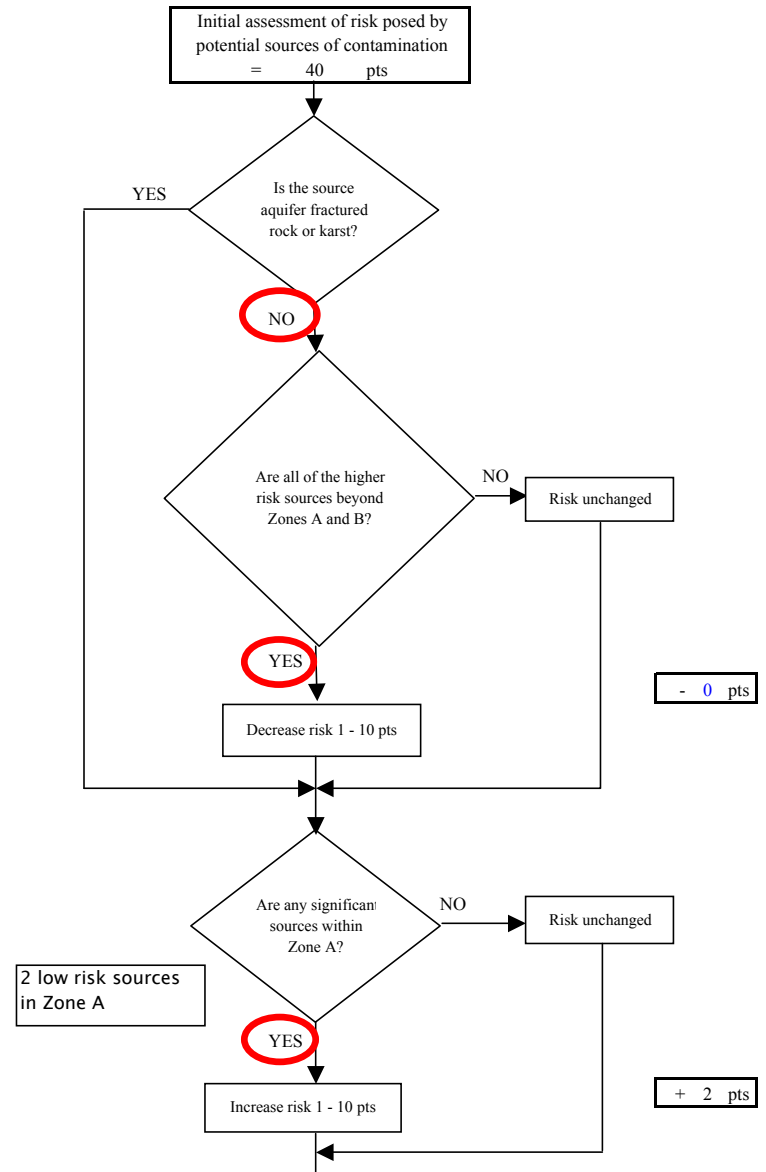 Initial assessment of risk posed by
potential sources of contamination
= 40 pts
YES
Is the source
aquifer fractured
rock or karst?
NO
Are all of the higher
risk sources beyond
Zones A and B?
NO
Risk unchanged
YES
- 0 pts
Decrease risk 1 - 10 pts
Are any significant
sources within
Zone A?
NO
Risk unchanged
2 low risk sources
in Zone A
YES
+ 2 pts
Increase risk 1 - 10 pts